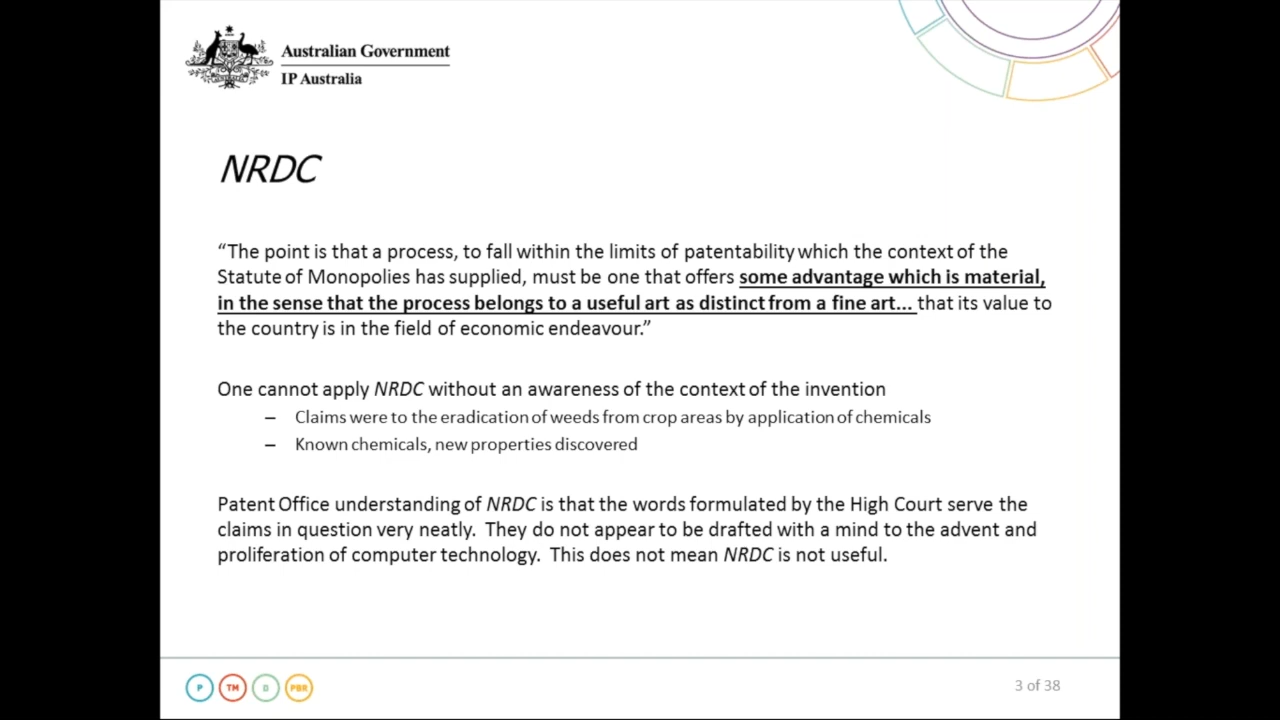 Australian Government
IP Australia
NRDC
“The point is that a process, to fall within the limits of patentability which the context of the
Statute of Monopolies has supplied, must be one that offers some advantage which is material,
in the sense that the process belongs to a useful art as distinct from a fine art... that its value to
the country is in the field of economic endeavour.”
One cannot apply NRDC without an awareness of the context of the invention
– Claims were to the eradication of weeds from crop areas by application of chemicals
– Known chemicals, new properties discovered
Patent Office understanding of NRDC is that the words formulated by the High Court serve the
claims in question very neatly. They do not appear to be drafted with a mind to the advent and
proliferation of computer technology. This does not mean NRDC is not useful.
P TM D PBR
3 of 38